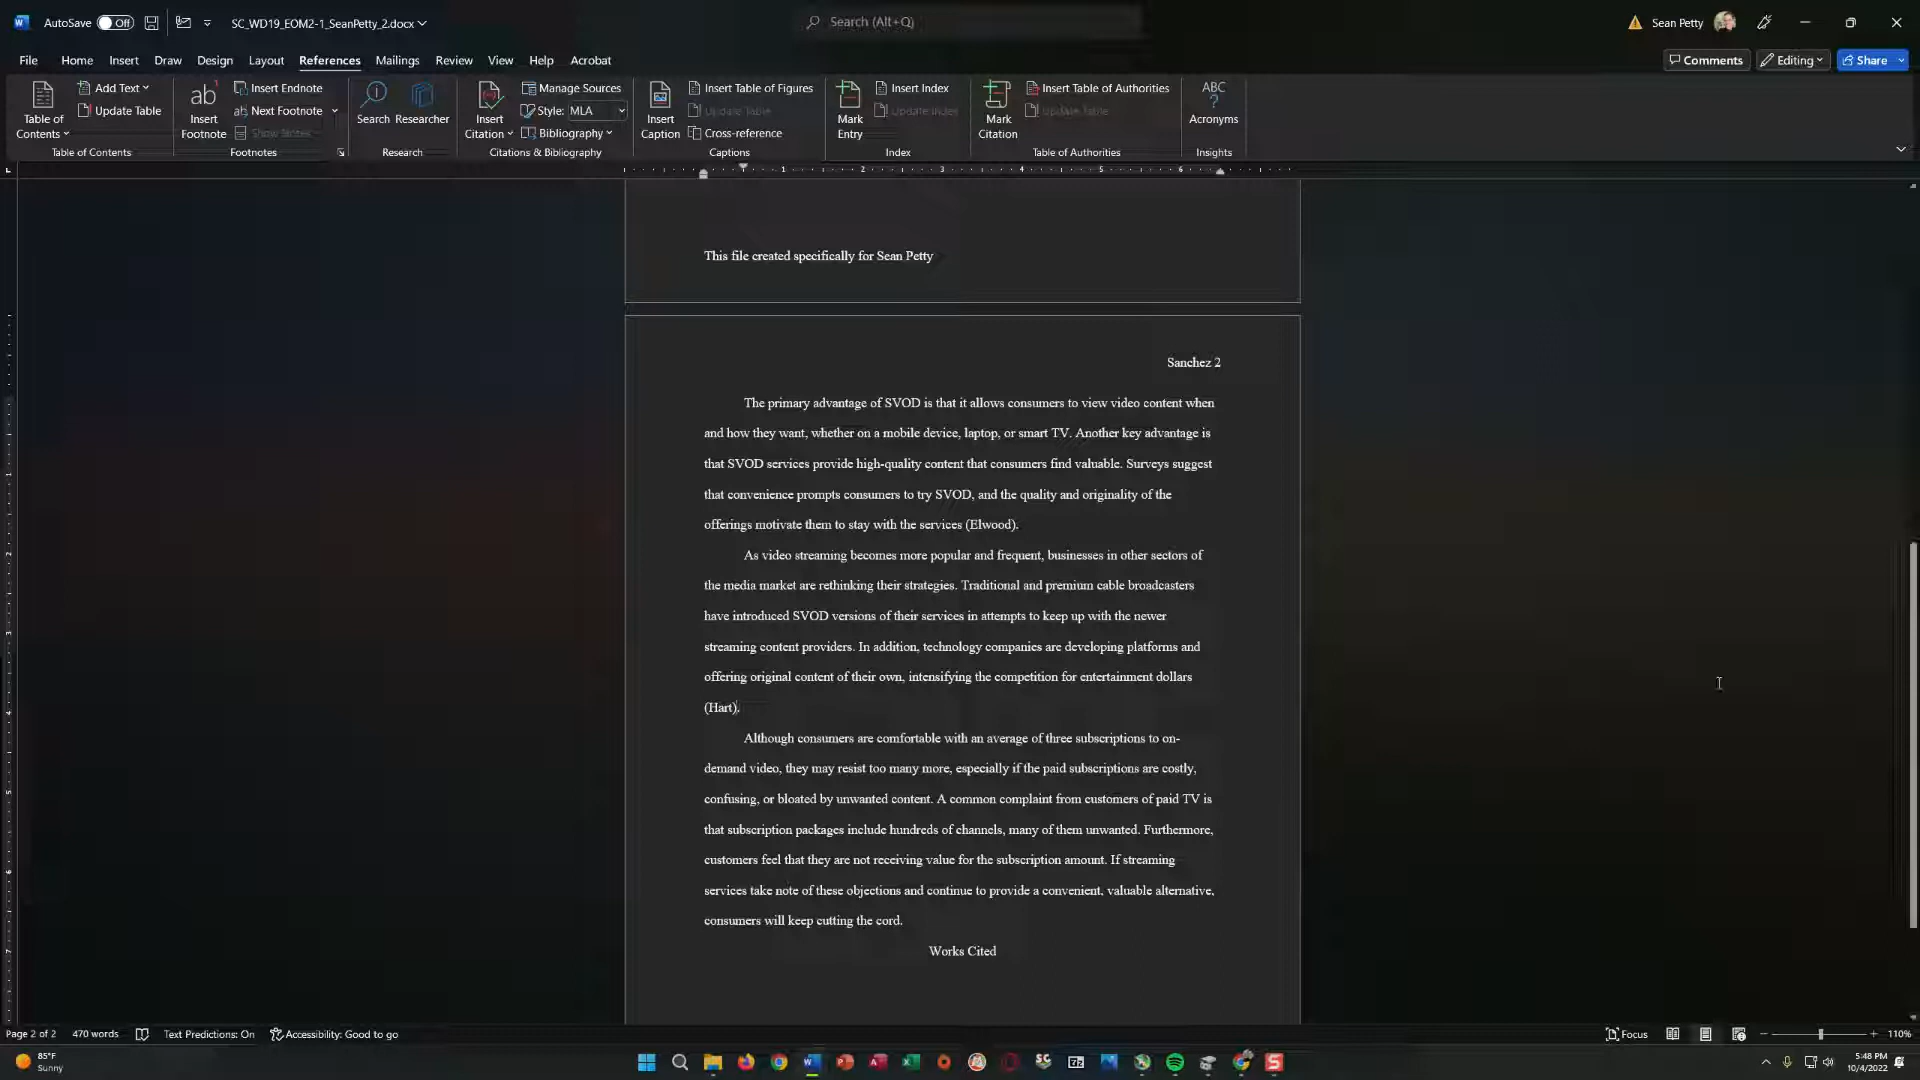 AutoSave Off SC_WD19_EOM2-1_SeanPetty_2.docx Search (Alt+Q) Sean Petty
File Home Insert Draw Design Layout References Mailings Review View Help Acrobat Comments Editing Share
Table of Contents
Add Text
Update Table
Table of Contents
ab
Insert Footnote
Insert Endnote
Next Footnote
Show Notes
Footnotes
Search
Researcher
Research
Insert Citation
Manage Sources
Style: MLA
Bibliography
Citations & Bibliography
Insert Caption
Insert Table of Figures
Update Table
Cross-reference
Captions
Mark Entry
Insert Index
Update Index
Index
Mark Citation
Insert Table of Authorities
Update Table
Table of Authorities
ABC
?
Acronyms
Insights
1 2 3 4 5 6
This file created specifically for Sean Petty
Sanchez 2
The primary advantage of SVOD is that it allows consumers to view video content when
and how they want, whether on a mobile device, laptop, or smart TV. Another key advantage is
that SVOD services provide high-quality content that consumers find valuable. Surveys suggest
that convenience prompts consumers to try SVOD, and the quality and originality of the
offerings motivate them to stay with the services (Elwood).
As video streaming becomes more popular and frequent, businesses in other sectors of
the media market are rethinking their strategies. Traditional and premium cable broadcasters
have introduced SVOD versions of their services in attempts to keep up with the newer
streaming content providers. In addition, technology companies are developing platforms and
offering original content of their own, intensifying the competition for entertainment dollars
(Hart).
Although consumers are comfortable with an average of three subscriptions to on-
demand video, they may resist too many more, especially if the paid subscriptions are costly,
confusing, or bloated by unwanted content. A common complaint from customers of paid TV is
that subscription packages include hundreds of channels, many of them unwanted. Furthermore,
customers feel that they are not receiving value for the subscription amount. If streaming
services take note of these objections and continue to provide a convenient, valuable alternative,
consumers will keep cutting the cord.
Works Cited
Page 2 of 2 470 words Text Predictions: On Accessibility: Good to go Focus 110%
85°F
Sunny
5:48 PM
10/4/2022